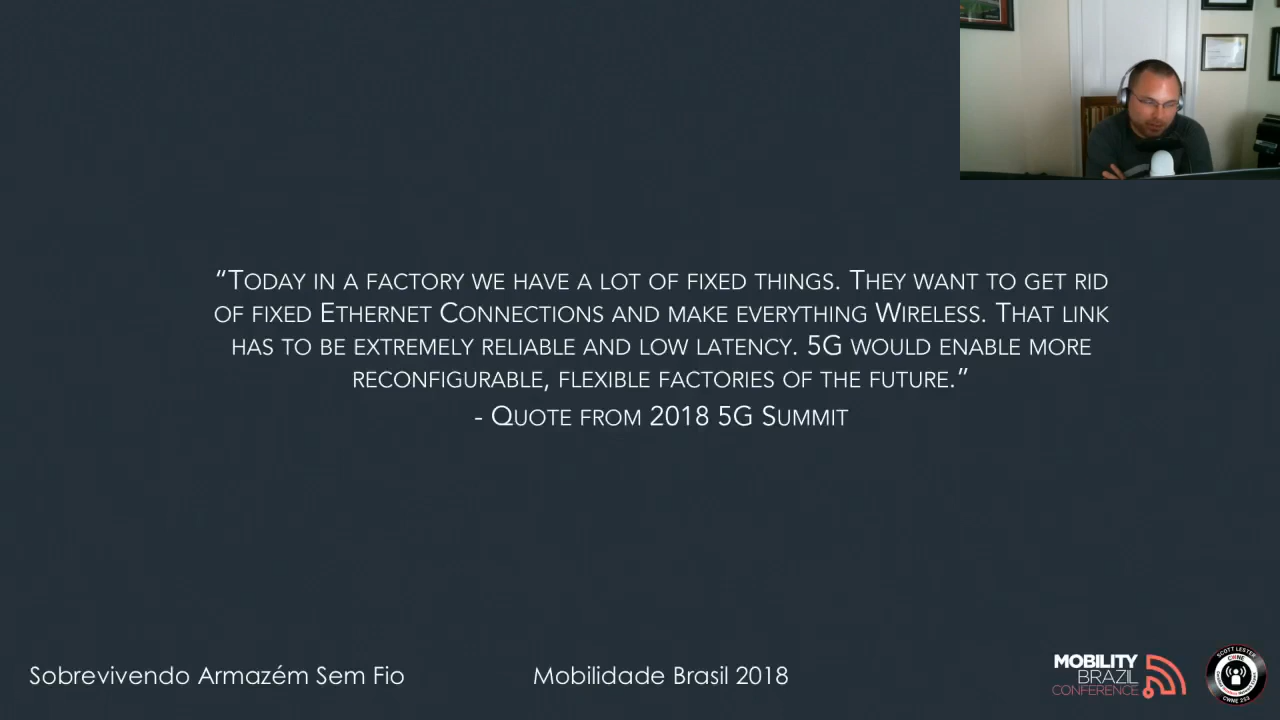 “Today in a factory we have a lot of fixed things. They want to get rid
of fixed Ethernet Connections and make everything Wireless. That link
has to be extremely reliable and low latency. 5G would enable more
reconfigurable, flexible factories of the future.”
- Quote from 2018 5G Summit
Sobrevivendo Armazém Sem Fio
Mobilidade Brasil 2018
MOBILITY
BRAZIL
CONFERENCE
SCOTT LESTER
CWNE
CWNE 253